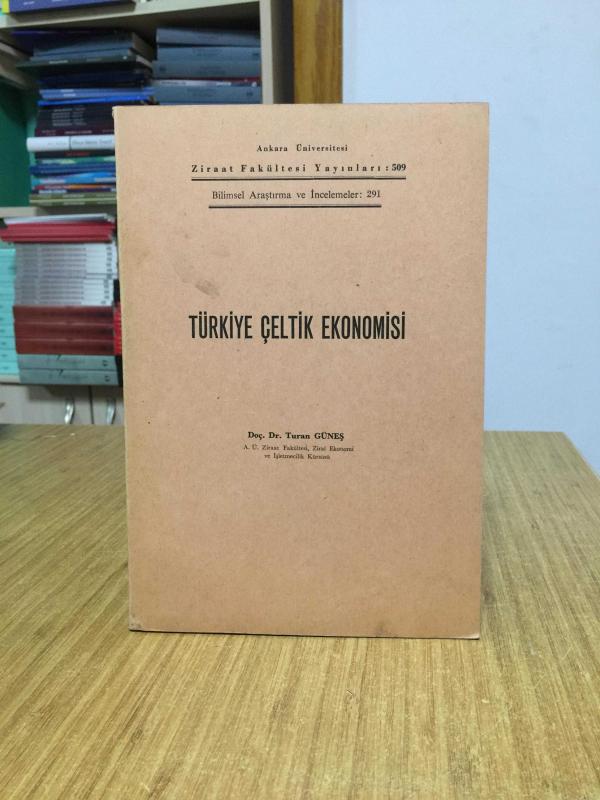 Ankara Üniversitesi
Ziraat Fakültesi Yayınları: 509
Bilimsel Araştırma ve İncelemeler: 291
TÜRKİYE ÇELTİK EKONOMİSİ
Doç. Dr. Turan GÜNEŞ
A. Ü. Ziraat Fakültesi, Zirai Ekonomi
ve İşletmecilik Kürsüsü